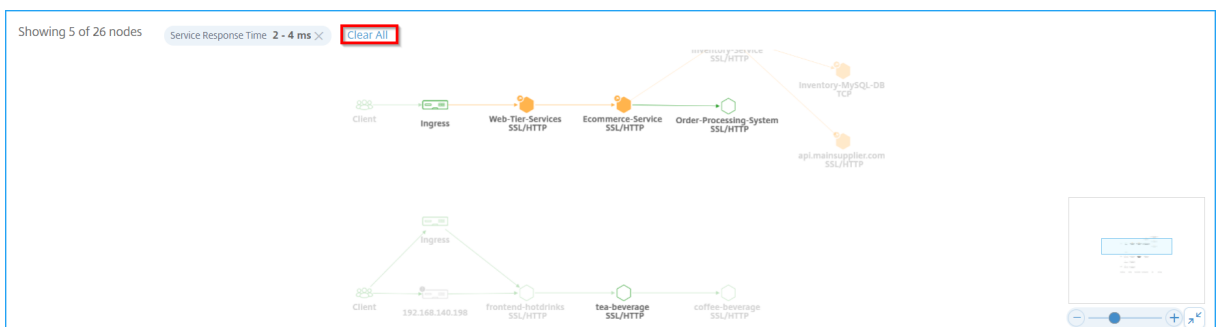 Showing 5 of 26 nodes
Service Response Time 2 - 4 ms
Clear All
Inventory-Service
SSL/HTTP
Inventory-MySQL-DB
TCP
Client
Ingress
Web-Tier-Services
SSL/HTTP
Ecommerce-Service
SSL/HTTP
Order-Processing-System
SSL/HTTP
api.mainsupplier.com
SSL/HTTP
Ingress
Client
192.168.140.198
frontend-hotdrinks
SSL/HTTP
tea-beverage
SSL/HTTP
coffee-beverage
SSL/HTTP